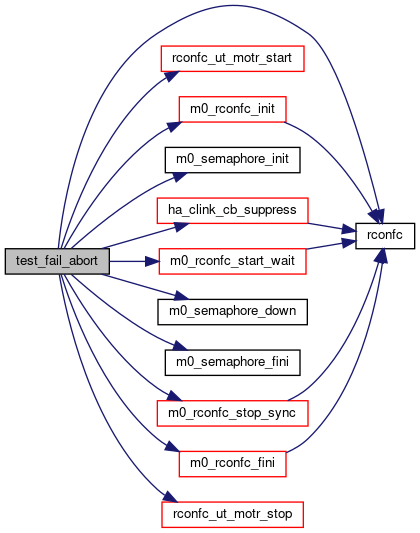 rconfc_ut_motr_start
m0_rconfc_init
m0_semaphore_init
ha_clink_cb_suppress
rconfc
test_fail_abort
m0_rconfc_start_wait
m0_semaphore_down
m0_semaphore_fini
m0_rconfc_stop_sync
m0_rconfc_fini
rconfc_ut_motr_stop